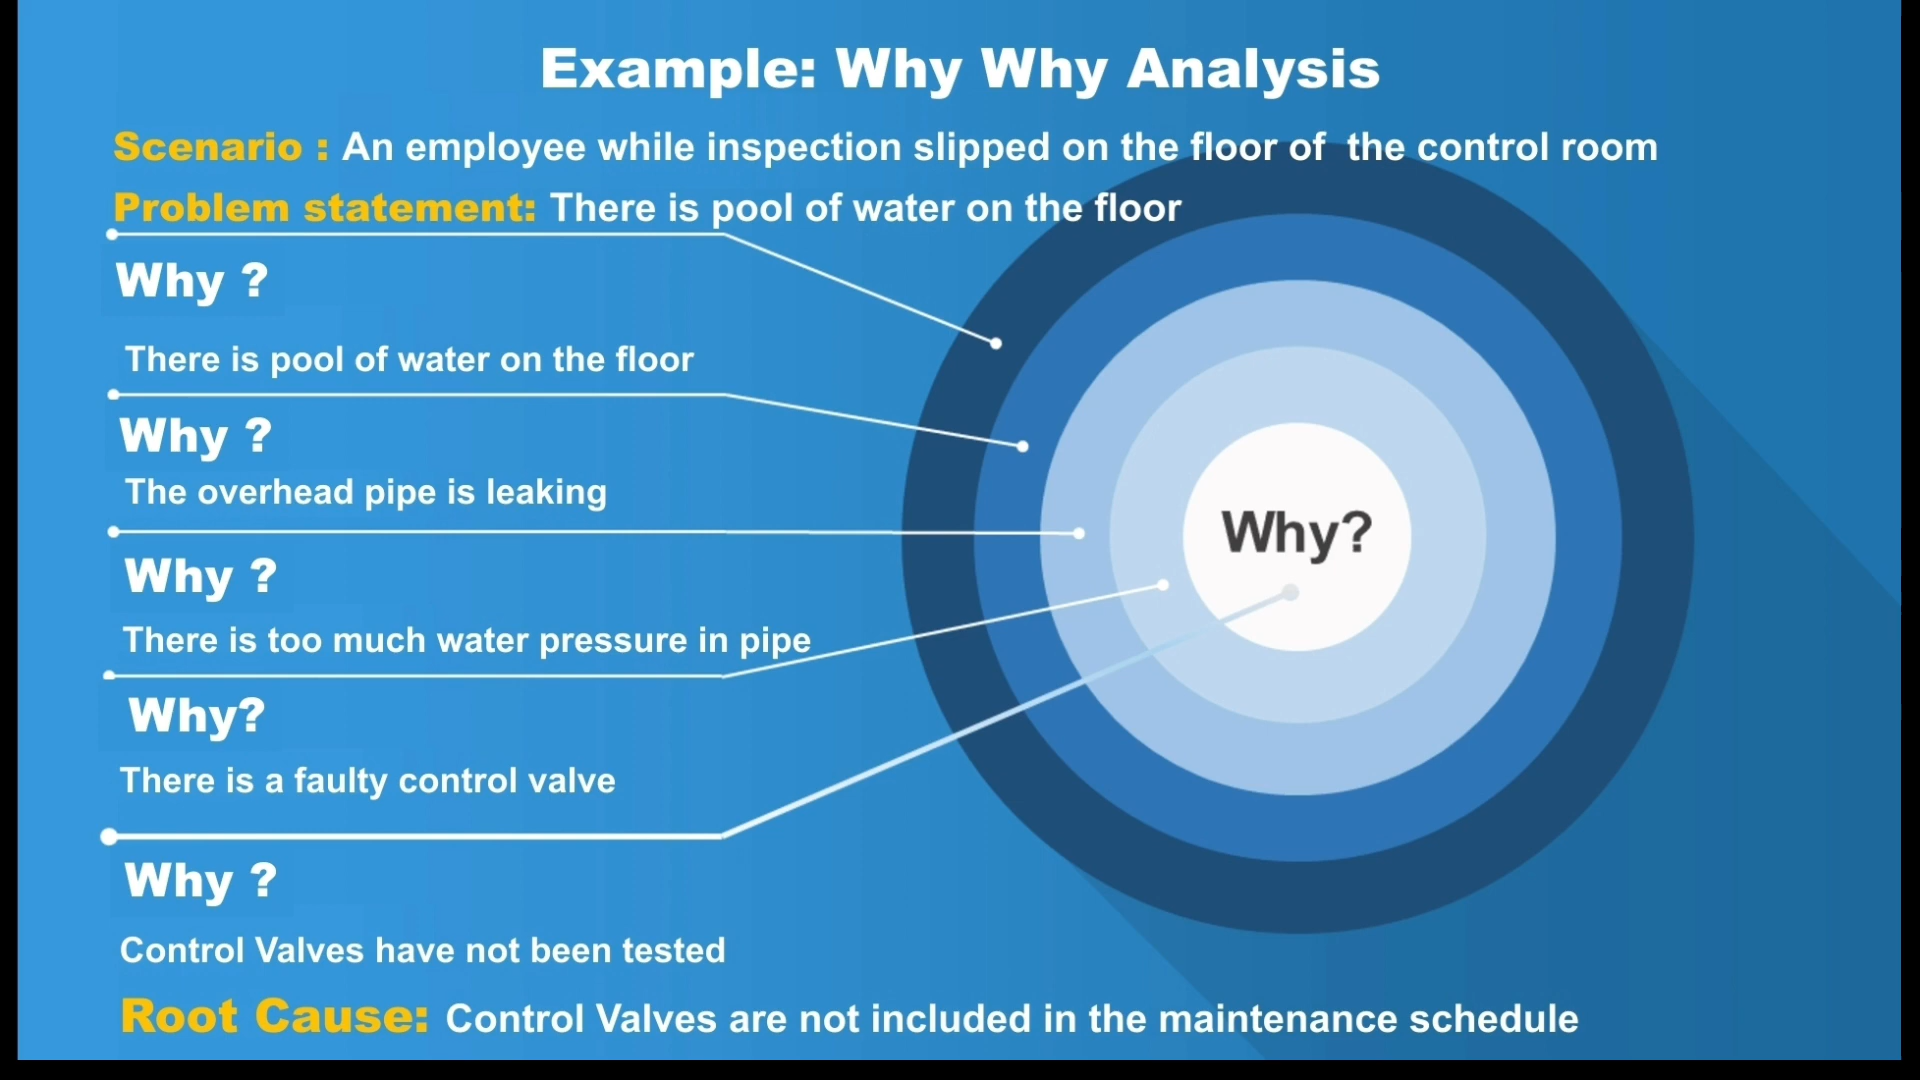 Example: Why Why Analysis
Scenario : An employee while inspection slipped on the floor of the control room
Problem statement: There is pool of water on the floor
Why ?
There is pool of water on the floor
Why ?
The overhead pipe is leaking
Why ?
There is too much water pressure in pipe
Why?
There is a faulty control valve
Why ?
Control Valves have not been tested
Root Cause: Control Valves are not included in the maintenance schedule
Why?